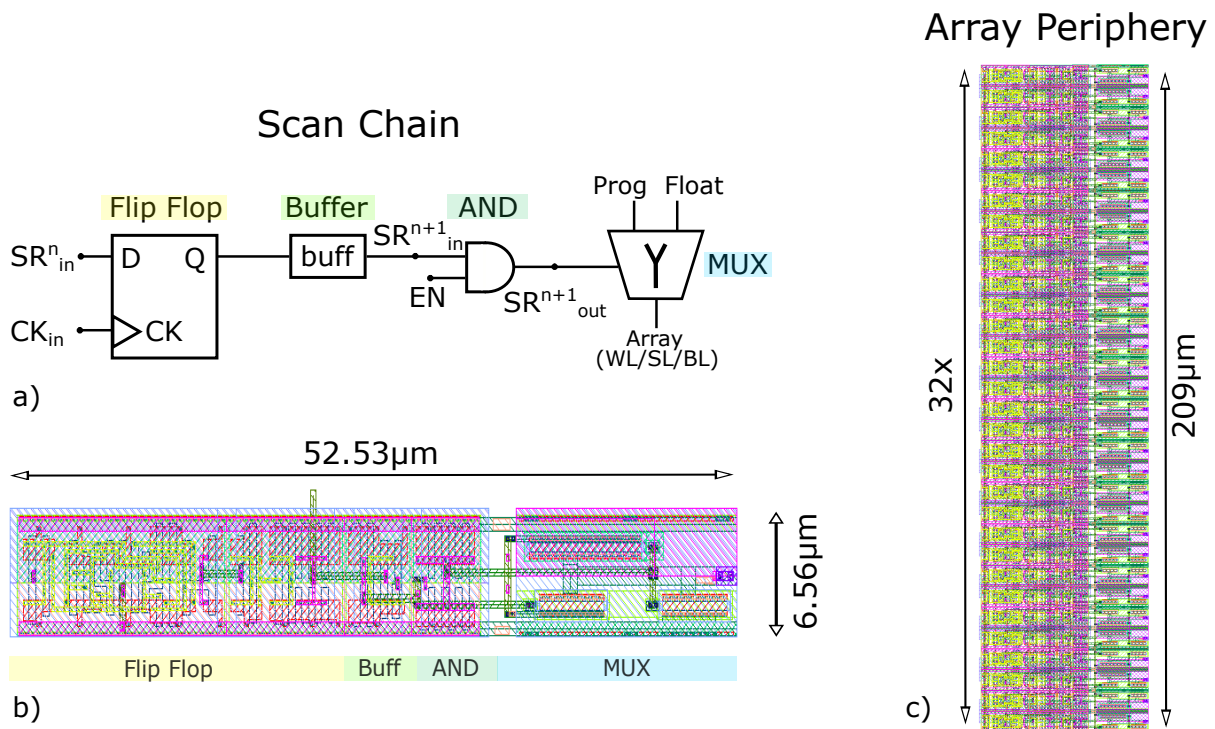 Array Periphery
Scan Chain
Prog Float
Flip Flop Buffer AND
SRⁿin D Q buff SRⁿ⁺¹in
EN
SRⁿ⁺¹out
Y
MUX
CKin CK
Array
(WL/SL/BL)
a)
52.53µm
6.56µm
Flip Flop Buff AND MUX
b)
32x
209µm
c)